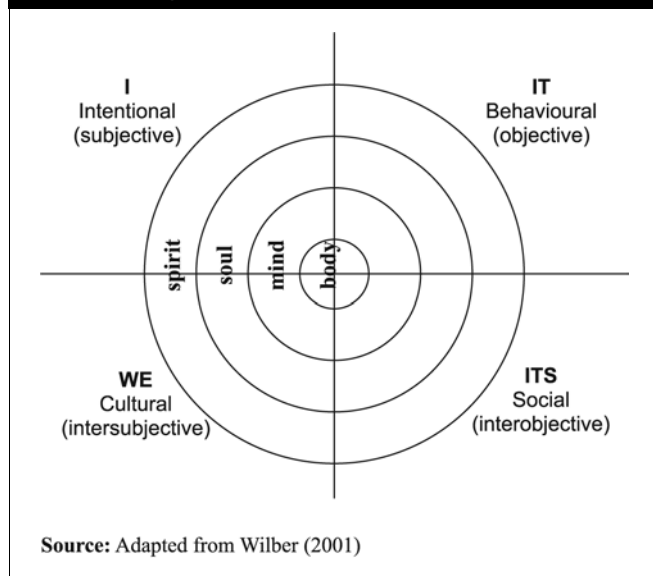 I
Intentional
(subjective)
IT
Behavioural
(objective)
spirit
soul
mind
body
WE
Cultural
(intersubjective)
ITS
Social
(interobjective)
Source: Adapted from Wilber (2001)